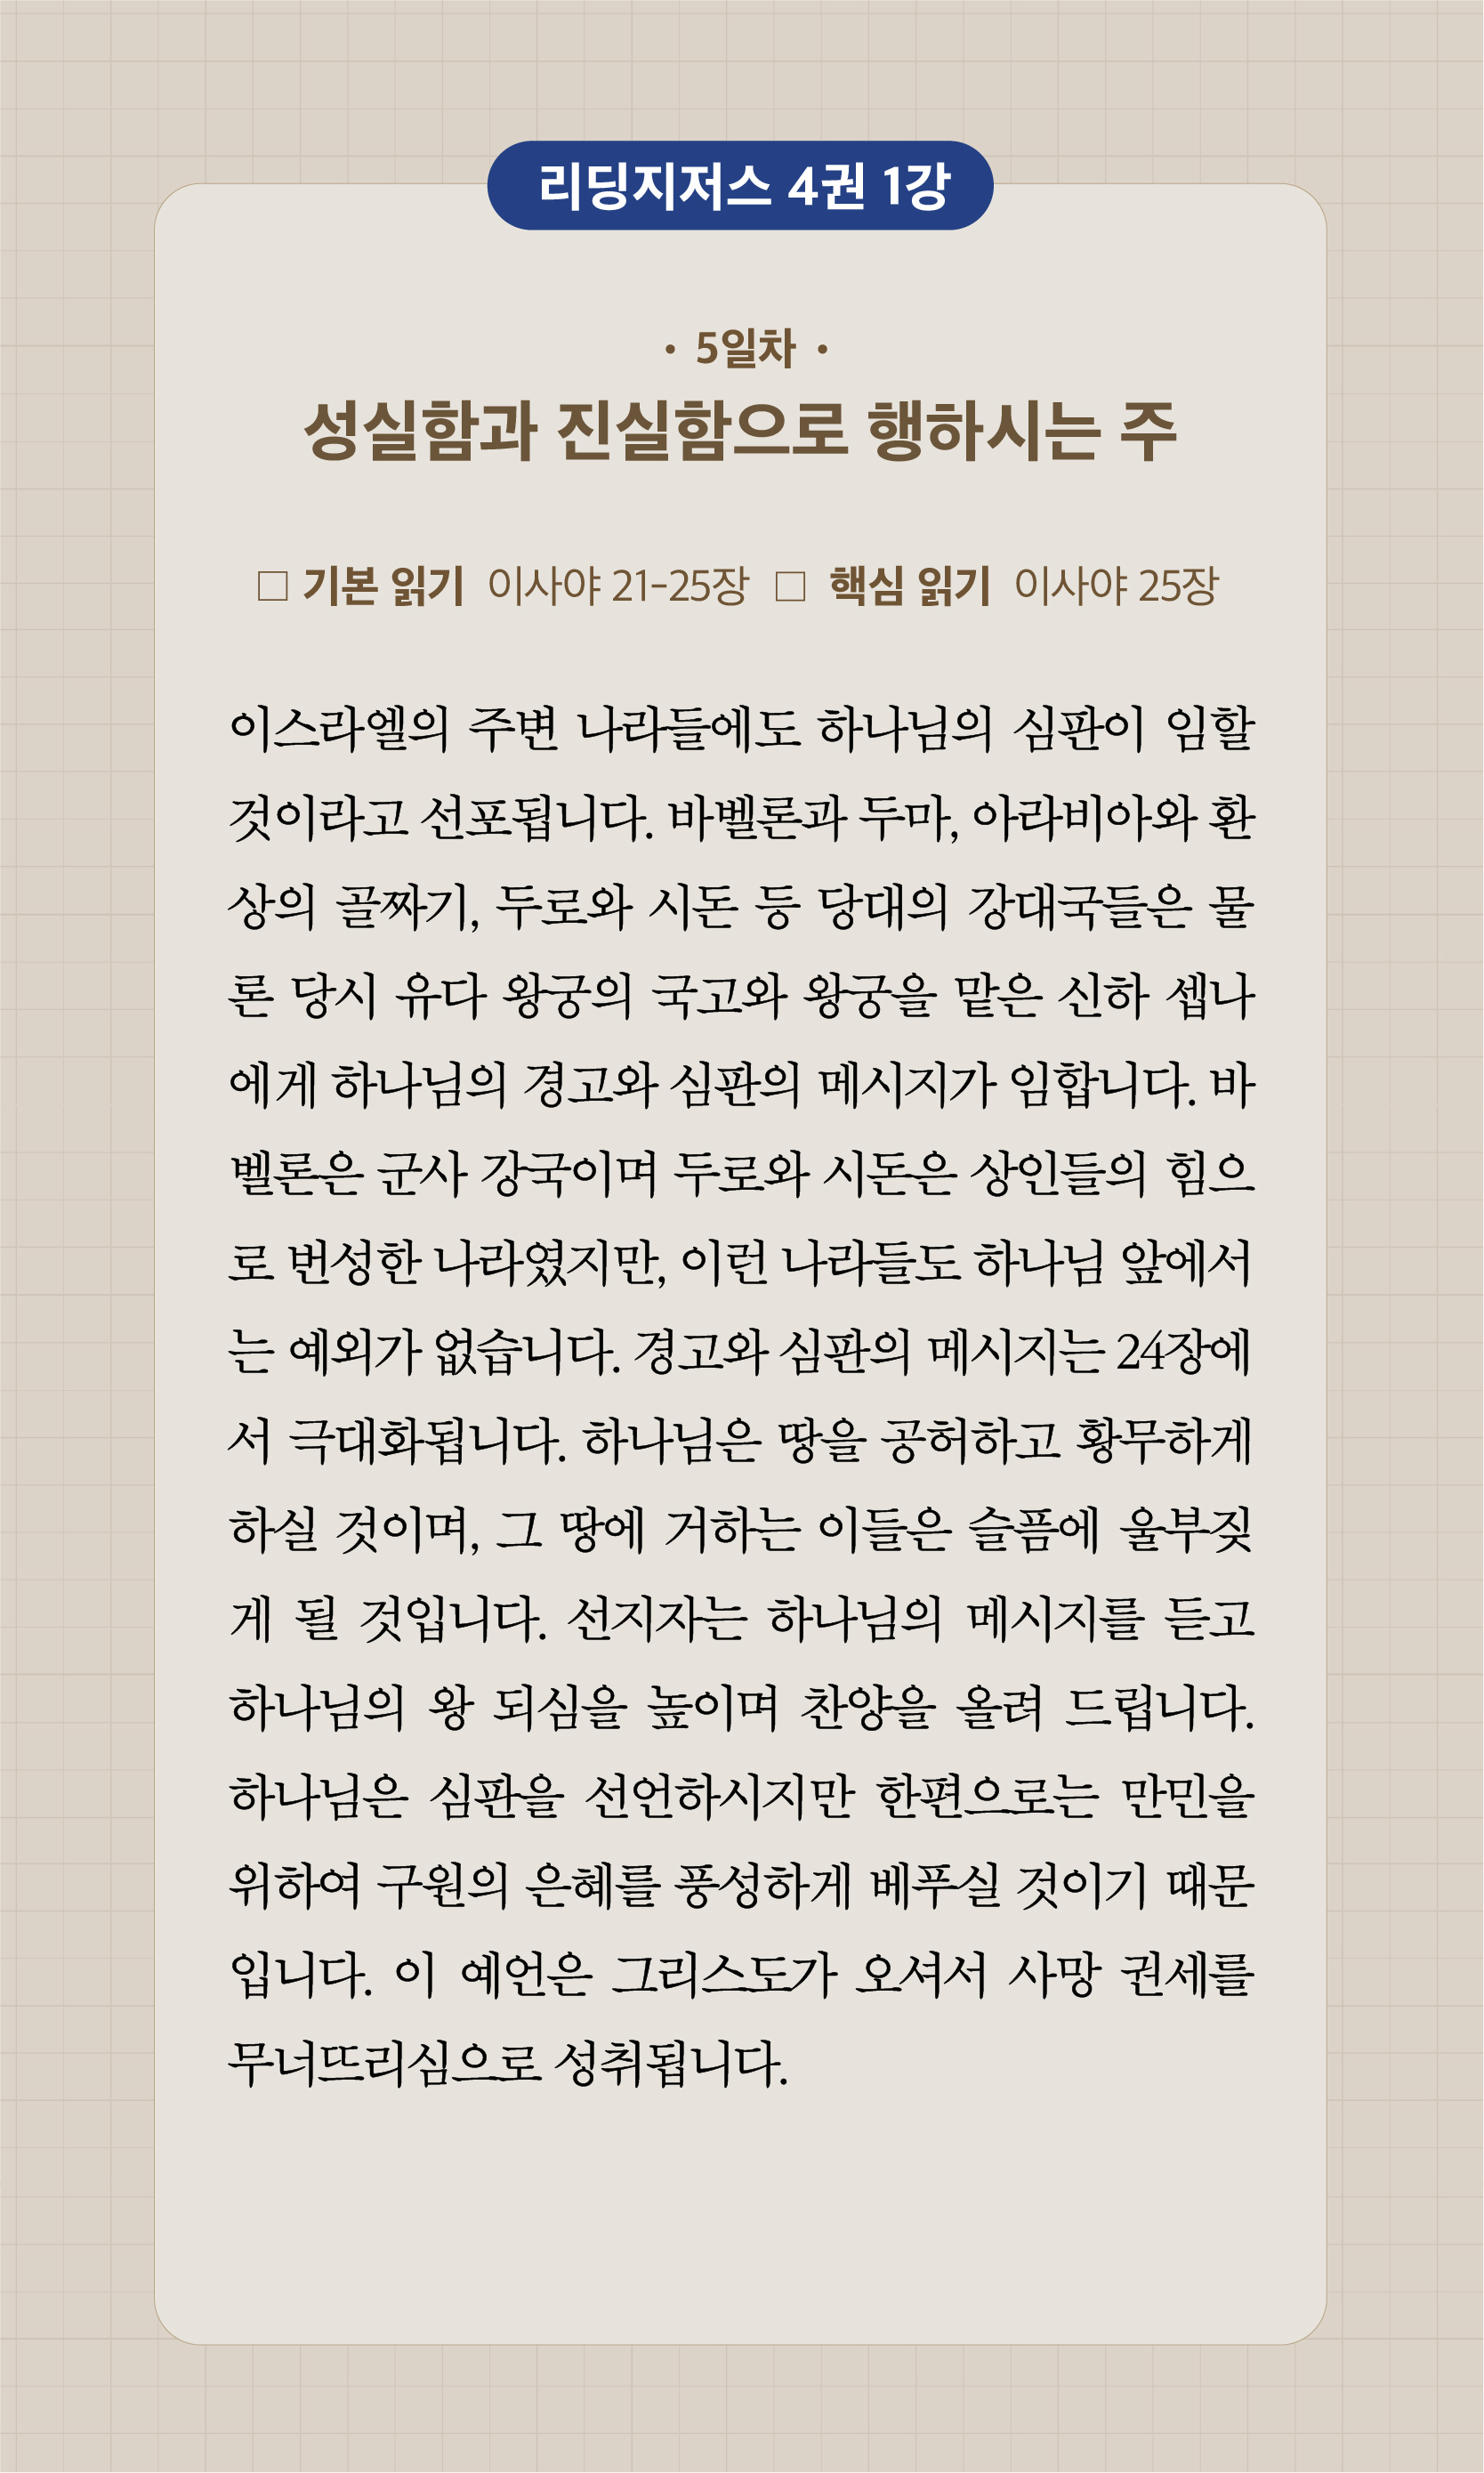 리딩지저스 4권 1강
· 5일차 ·
성실함과 진실함으로 행하시는 주
□ 기본 읽기 이사야 21-25장 □ 핵심 읽기 이사야 25장
이스라엘의 주변 나라들에도 하나님의 심판이 임할
것이라고 선포됩니다. 바벨론과 두마, 아라비아와 환
상의 골짜기, 두로와 시돈 등 당대의 강대국들은 물
론 당시 유다 왕궁의 국고와 왕궁을 맡은 신하 셉나
에게 하나님의 경고와 심판의 메시지가 임합니다. 바
벨론은 군사 강국이며 두로와 시돈은 상인들의 힘으
로 번성한 나라였지만, 이런 나라들도 하나님 앞에서
는 예외가 없습니다. 경고와 심판의 메시지는 24장에
서 극대화됩니다. 하나님은 땅을 공허하고 황무하게
하실 것이며, 그 땅에 거하는 이들은 슬픔에 울부짖
게 될 것입니다. 선지자는 하나님의 메시지를 듣고
하나님의 왕 되심을 높이며 찬양을 올려 드립니다.
하나님은 심판을 선언하시지만 한편으로는 만민을
위하여 구원의 은혜를 풍성하게 베푸실 것이기 때문
입니다. 이 예언은 그리스도가 오셔서 사망 권세를
무너뜨리심으로 성취됩니다.